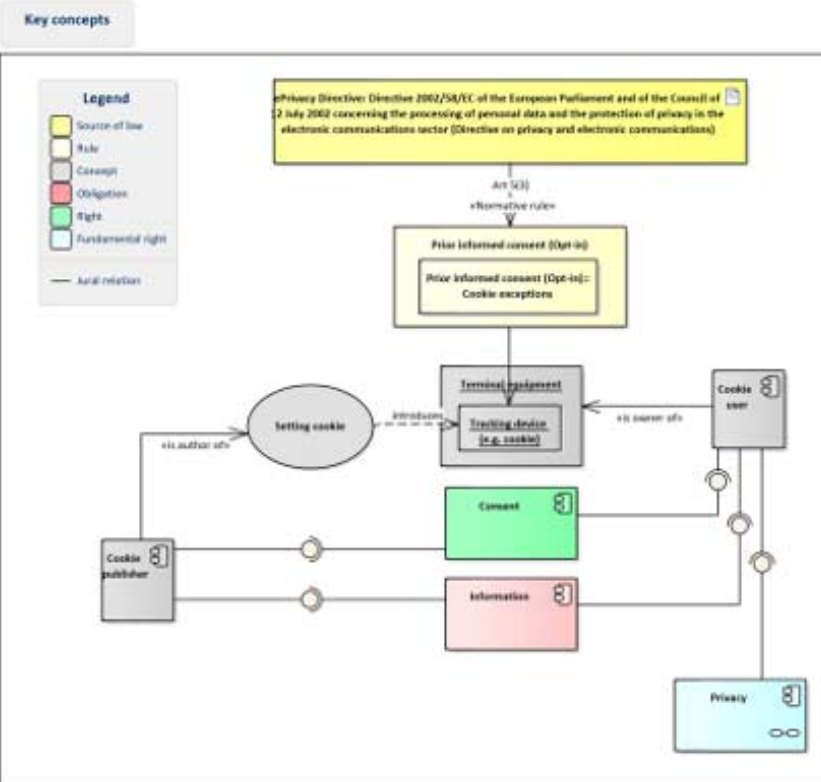 Key concepts
Legend
Source of law
Rule
Concept
Obligation
Right
Fundamental right
Jural relation
ePrivacy Directive: Directive 2002/58/EC of the European Parliament and of the Council of
12 July 2002 concerning the processing of personal data and the protection of privacy in the
electronic communications sector (Directive on privacy and electronic communications)
Art 5(3)
«Normative rule»
Prior informed consent (Opt-in)
Prior informed consent (Opt-in)::
Cookie exceptions
Terminal equipment
Tracking device
(e.g. cookie)
Cookie
user
Setting cookie
introduces
«is owner of»
«is author of»
Consent
Cookie
publisher
Information
Privacy